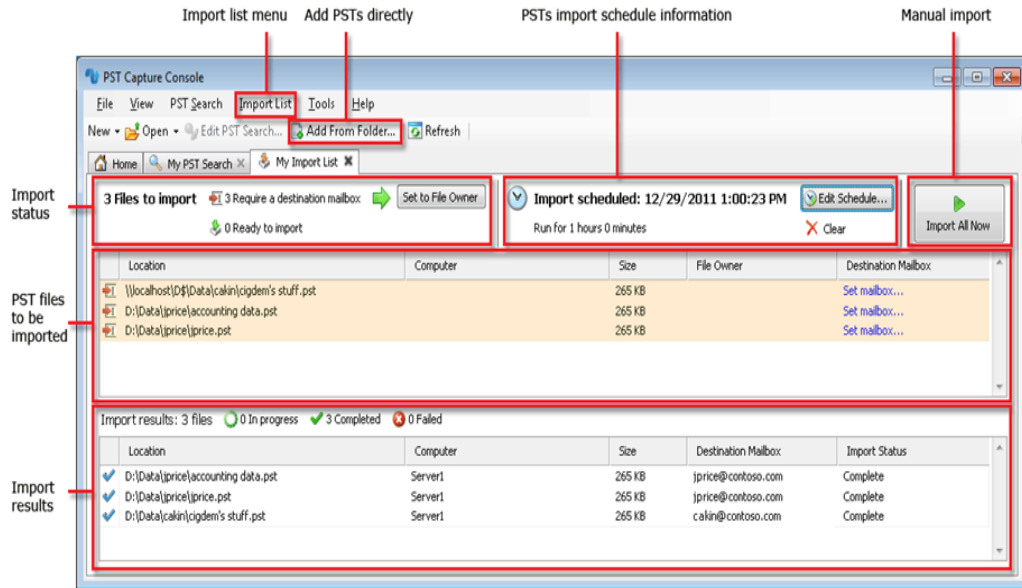 Import list menu Add PSTs directly PSTs import schedule information Manual import
PST Capture Console
File View PST Search Import List Tools Help
New Open Edit PST Search... Add From Folder... Refresh
Home My PST Search My Import List
Import status
3 Files to import 3 Require a destination mailbox Set to File Owner
0 Ready to import
Import scheduled: 12/29/2011 1:00:23 PM Edit Schedule...
Run for 1 hours 0 minutes Clear
Import All Now
PST files to be imported
Location Computer Size File Owner Destination Mailbox
\\localhost\D$\Data\cakin\cigdem's stuff.pst 265 KB Set mailbox...
D:\Data\jprice\accounting data.pst 265 KB Set mailbox...
D:\Data\jprice\jprice.pst 265 KB Set mailbox...
Import results
Import results: 3 files 0 In progress 3 Completed 0 Failed
Location Computer Size Destination Mailbox Import Status
D:\Data\jprice\accounting data.pst Server1 265 KB jprice@contoso.com Complete
D:\Data\jprice\jprice.pst Server1 265 KB jprice@contoso.com Complete
D:\Data\cakin\cigdem's stuff.pst Server1 265 KB cakin@contoso.com Complete